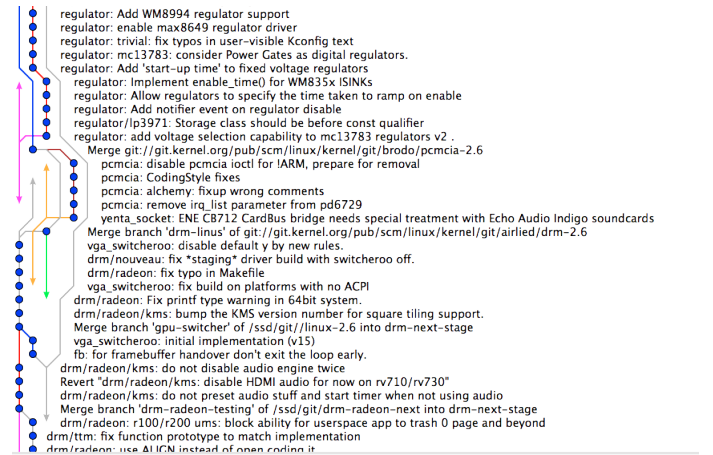 regulator: Add WM8994 regulator support
regulator: enable max8649 regulator driver
regulator: trivial: fix typos in user-visible Kconfig text
regulator: mc13783: consider Power Gates as digital regulators.
regulator: Add 'start-up time' to fixed voltage regulators
regulator: Implement enable_time() for WM835x ISINKs
regulator: Allow regulators to specify the time taken to ramp on enable
regulator: Add notifier event on regulator disable
regulator/lp3971: Storage class should be before const qualifier
regulator: add voltage selection capability to mc13783 regulators v2 .
Merge git://git.kernel.org/pub/scm/linux/kernel/git/brodo/pcmcia-2.6
pcmcia: disable pcmcia ioctl for !ARM, prepare for removal
pcmcia: CodingStyle fixes
pcmcia: alchemy: fixup wrong comments
pcmcia: remove irq_list parameter from pd6729
yenta_socket: ENE CB712 CardBus bridge needs special treatment with Echo Audio Indigo soundcards
Merge branch 'drm-linus' of git://git.kernel.org/pub/scm/linux/kernel/git/airlied/drm-2.6
vga_switcheroo: disable default y by new rules.
drm/nouveau: fix *staging* driver build with switcheroo off.
drm/radeon: fix typo in Makefile
vga_switcheroo: fix build on platforms with no ACPI
drm/radeon: Fix printf type warning in 64bit system.
drm/radeon/kms: bump the KMS version number for square tiling support.
Merge branch 'gpu-switcher' of /ssd/git//linux-2.6 into drm-next-stage
vga_switcheroo: initial implementation (v15)
fb: for framebuffer handover don't exit the loop early.
drm/radeon/kms: do not disable audio engine twice
Revert "drm/radeon/kms: disable HDMI audio for now on rv710/rv730"
drm/radeon/kms: do not preset audio stuff and start timer when not using audio
Merge branch 'drm-radeon-testing' of /ssd/git/drm-radeon-next into drm-next-stage
drm/radeon: r100/r200 ums: block ability for userspace app to trash 0 page and beyond
drm/ttm: fix function prototype to match implementation
drm/radeon: use ALIGN instead of open coding it